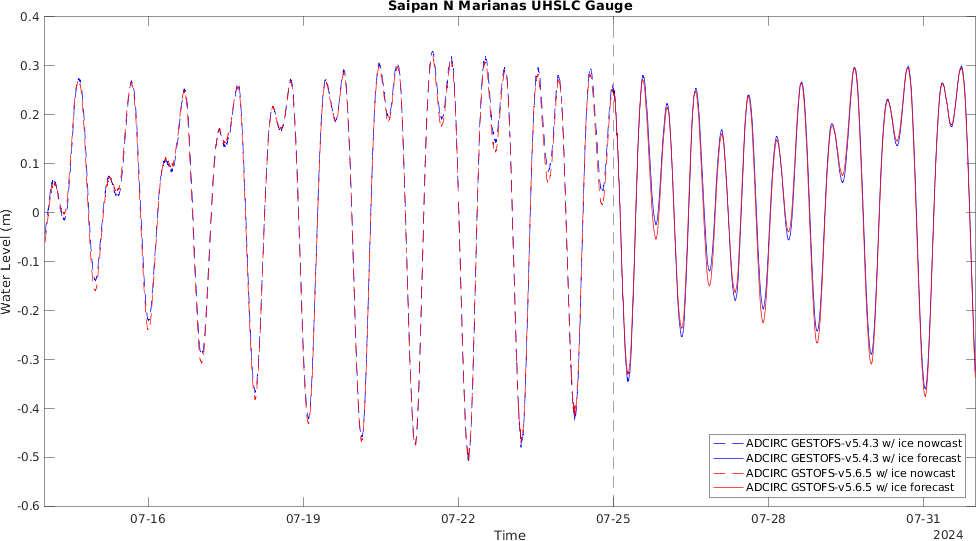 Saipan N Marianas UHSLC Gauge
0.4
0.3
0.2
0.1
0
-0.1
-0.2
-0.3
-0.4
-0.5
-0.6
Water Level (m)
ADCIRC GESTOFS-v5.4.3 w/ ice nowcast
ADCIRC GESTOFS-v5.4.3 w/ ice forecast
ADCIRC GSTOFS-v5.6.5 w/ ice nowcast
ADCIRC GSTOFS-v5.6.5 w/ ice forecast
07-16
07-19
07-22
07-25
07-28
07-31
Time
2024